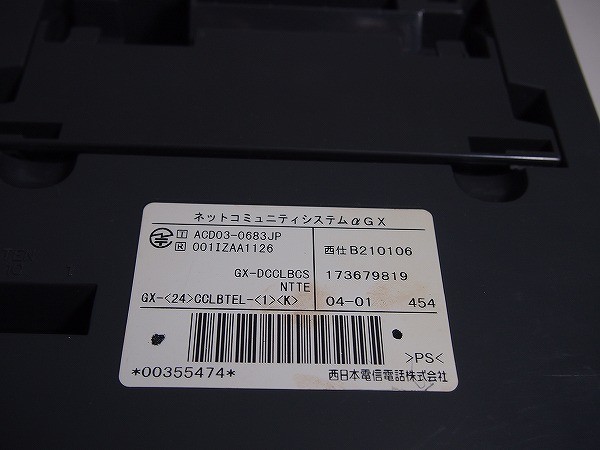 ネットコミュニティシステムαGX
T ACD03-0683JP
R 001IZAA1126
西仕B210106
GX-DCCLBCS
173679819
NTTE
GX-<24>CCLBTEL-<1><K>
04-01 454
*00355474*
>PS<
西日本電信電話株式会社